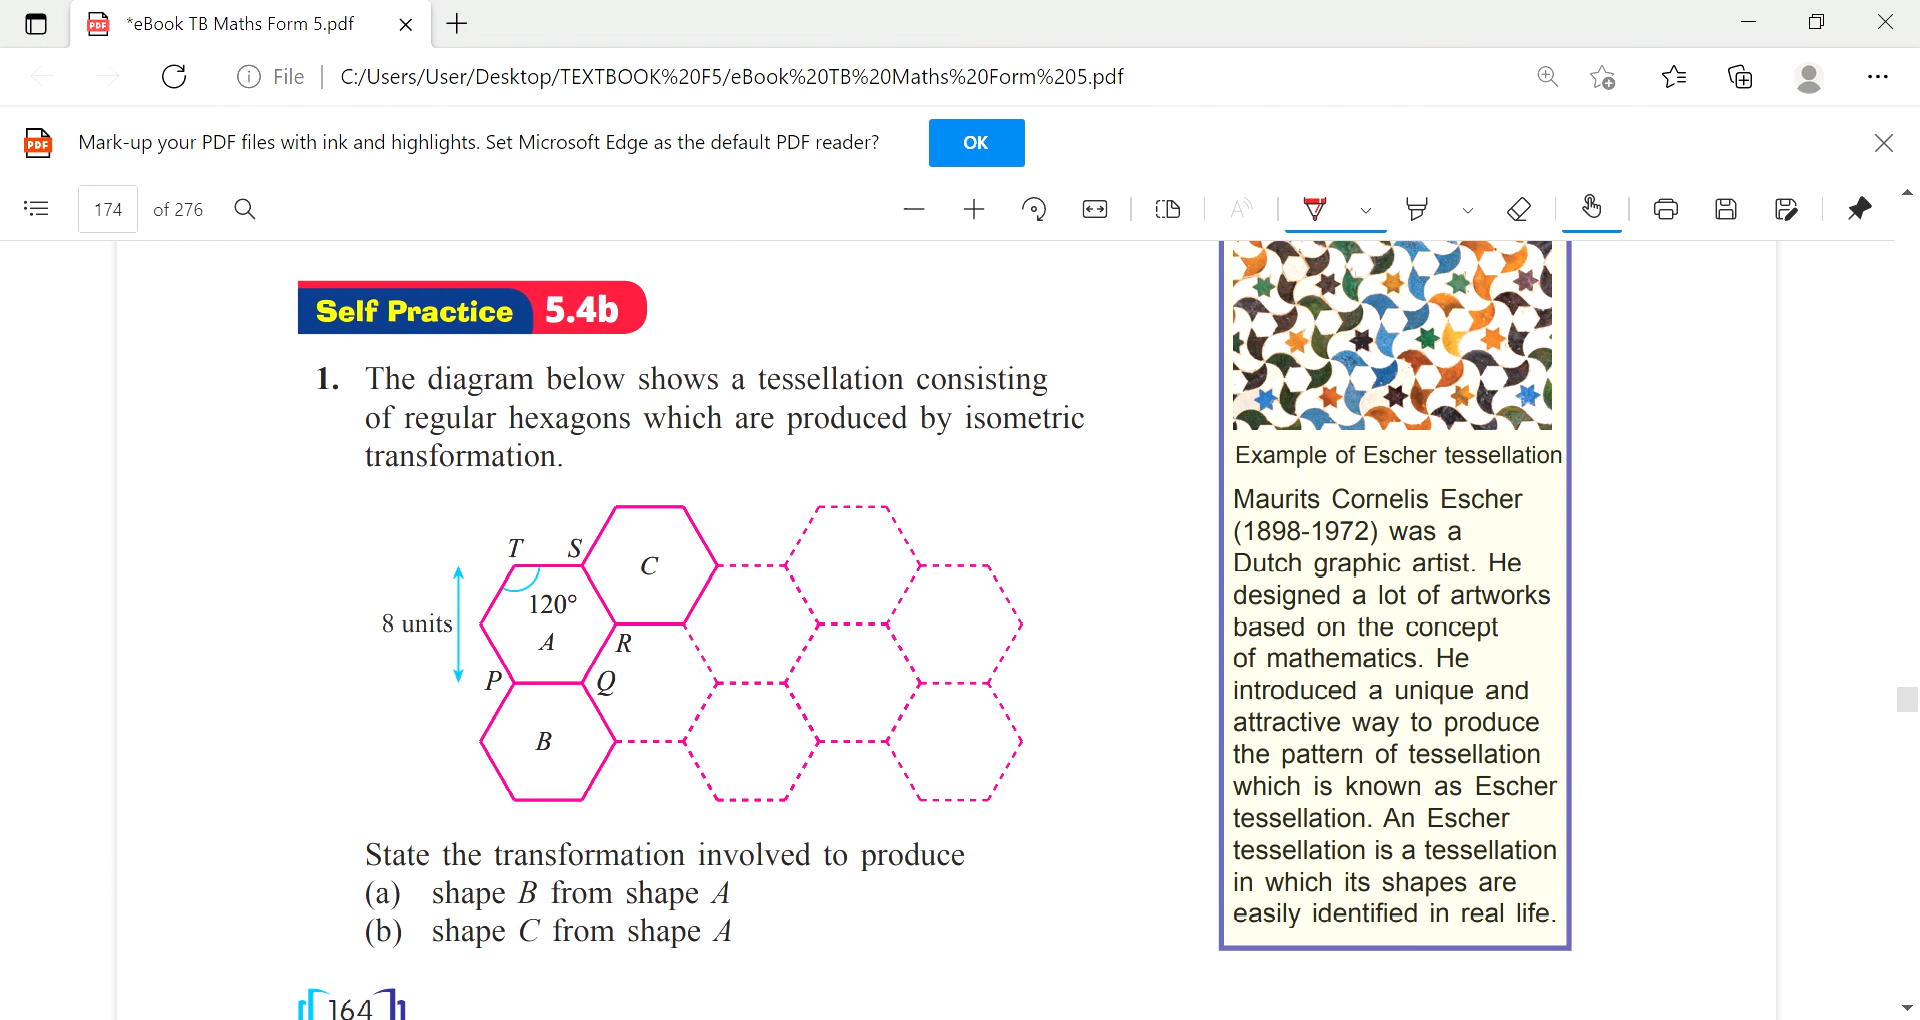 *eBook TB Maths Form 5.pdf
File
C:/Users/User/Desktop/TEXTBOOK%20F5/eBook%20TB%20Maths%20Form%205.pdf
PDF
Mark-up your PDF files with ink and highlights. Set Microsoft Edge as the default PDF reader?
OK
174 of 276
Self Practice 5.4b
1. The diagram below shows a tessellation consisting
of regular hexagons which are produced by isometric
transformation.
T S
C
120°
8 units
A R
P Q
B
State the transformation involved to produce
(a) shape B from shape A
(b) shape C from shape A
164
Example of Escher tessellation
Maurits Cornelis Escher
(1898-1972) was a
Dutch graphic artist. He
designed a lot of artworks
based on the concept
of mathematics. He
introduced a unique and
attractive way to produce
the pattern of tessellation
which is known as Escher
tessellation. An Escher
tessellation is a tessellation
in which its shapes are
easily identified in real life.